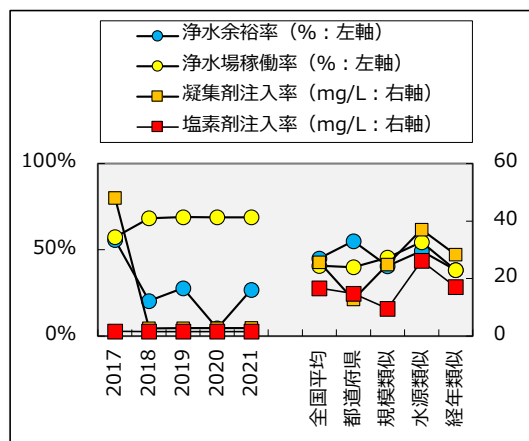 浄水余裕率（%：左軸）
浄水場稼働率（%：左軸）
凝集剤注入率（mg/L：右軸）
塩素剤注入率（mg/L：右軸）
100%
50%
0%
60
40
20
0
2017
2018
2019
2020
2021
全国平均
都道府県
規模類似
水源類似
経年類似